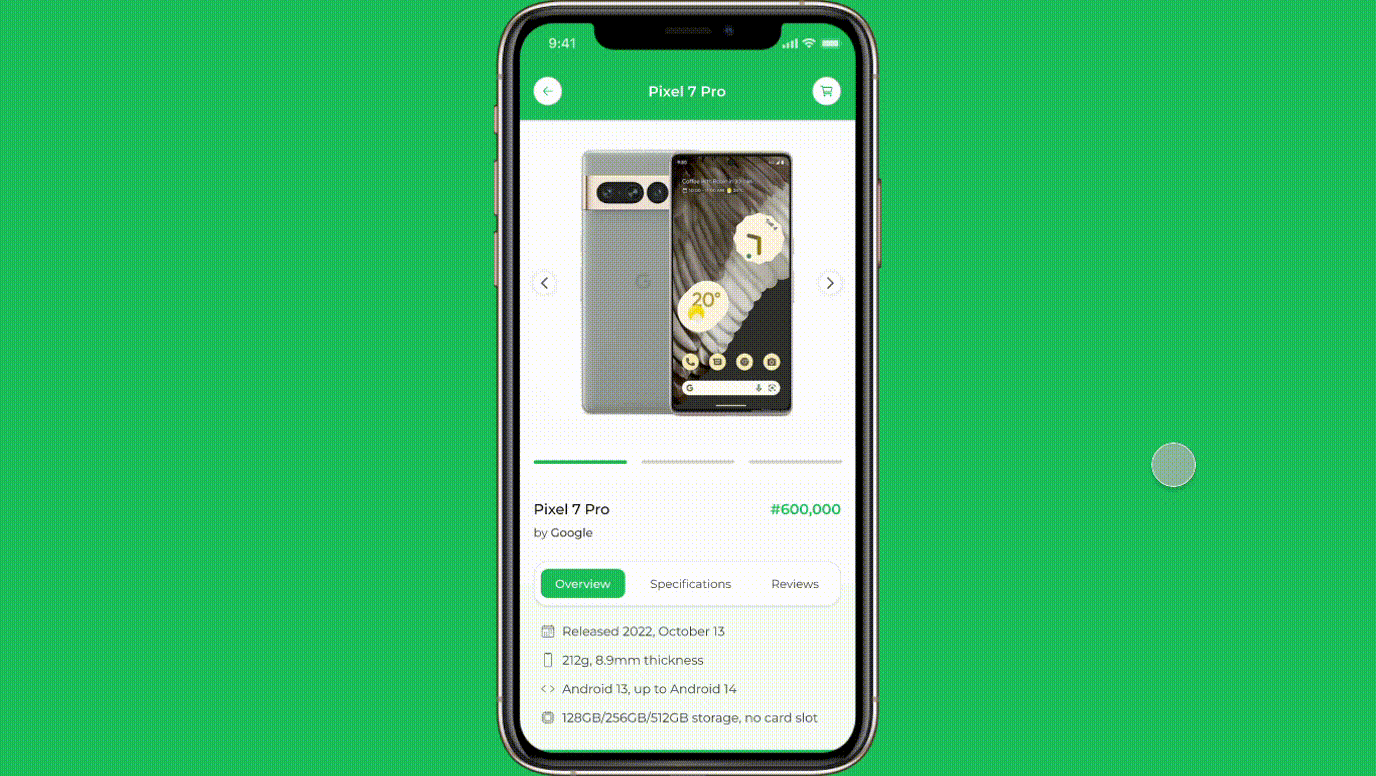 9:41
Pixel 7 Pro
G
20°
G
Pixel 7 Pro
#600,000
by Google
Overview
Specifications
Reviews
Released 2022, October 13
212g, 8.9mm thickness
Android 13, up to Android 14
128GB/256GB/512GB storage, no card slot